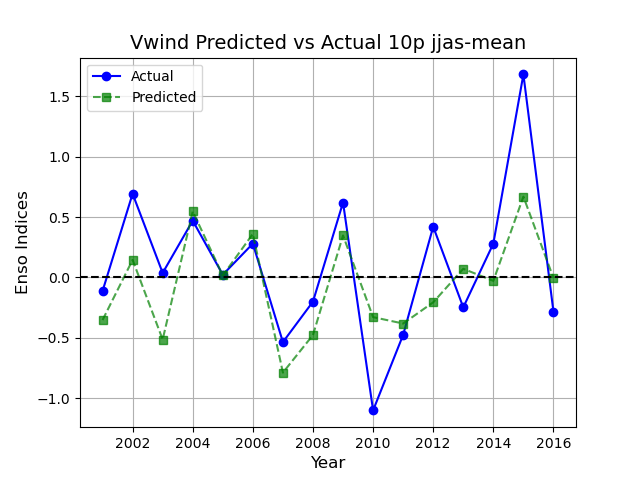 Vwind Predicted vs Actual 10p jjas-mean
Actual
Predicted
Enso Indices
1.5
1.0
0.5
0.0
−0.5
−1.0
2002 2004 2006 2008 2010 2012 2014 2016
Year